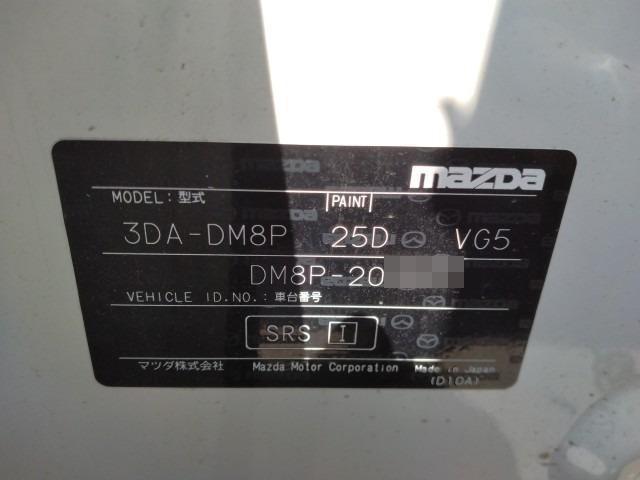 mazda
MODEL: 型式 PAINT
3DA-DM8P 25D VG5
DM8P-20
VEHICLE ID.NO.: 車台番号
SRS I
マツダ株式会社 Mazda Motor Corporation Made in Japan
(D10A)